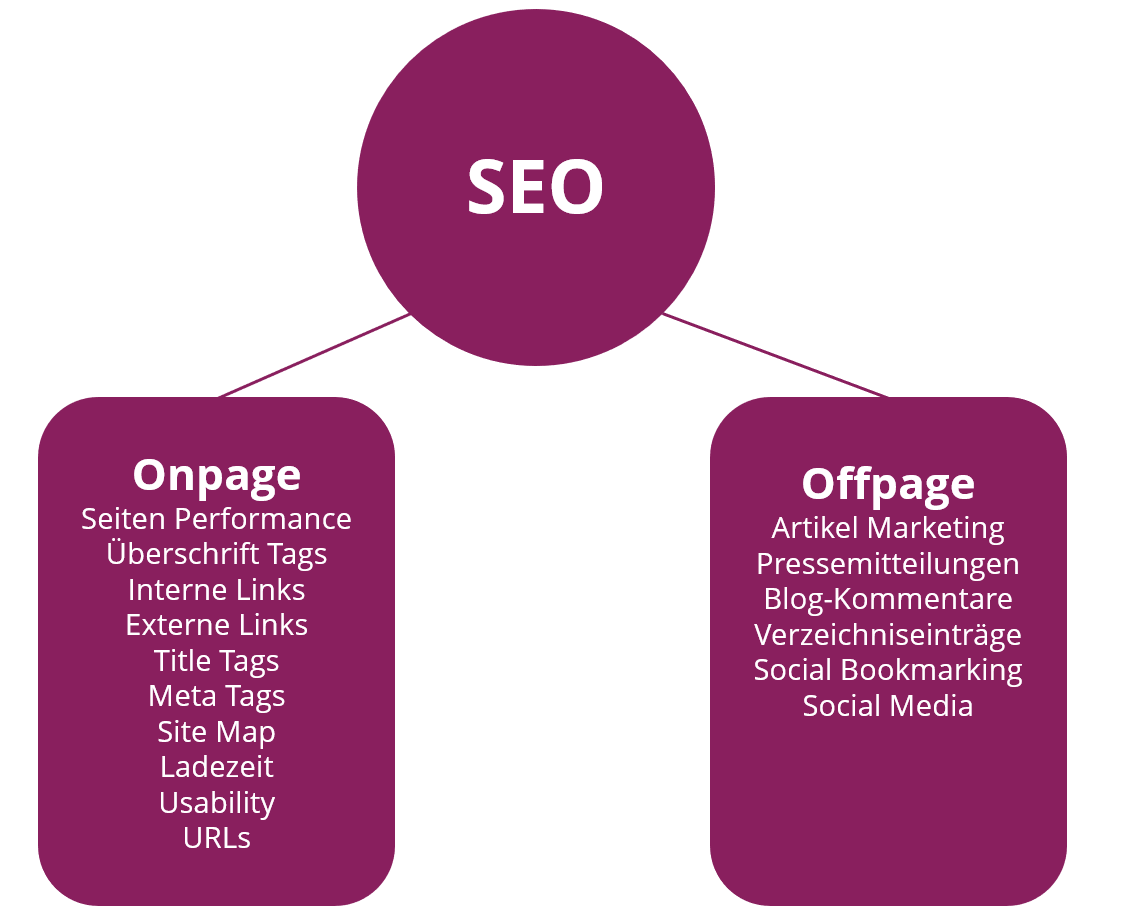 SEO
Onpage
Seiten Performance
Überschrift Tags
Interne Links
Externe Links
Title Tags
Meta Tags
Site Map
Ladezeit
Usability
URLs
Offpage
Artikel Marketing
Pressemitteilungen
Blog-Kommentare
Verzeichniseinträge
Social Bookmarking
Social Media